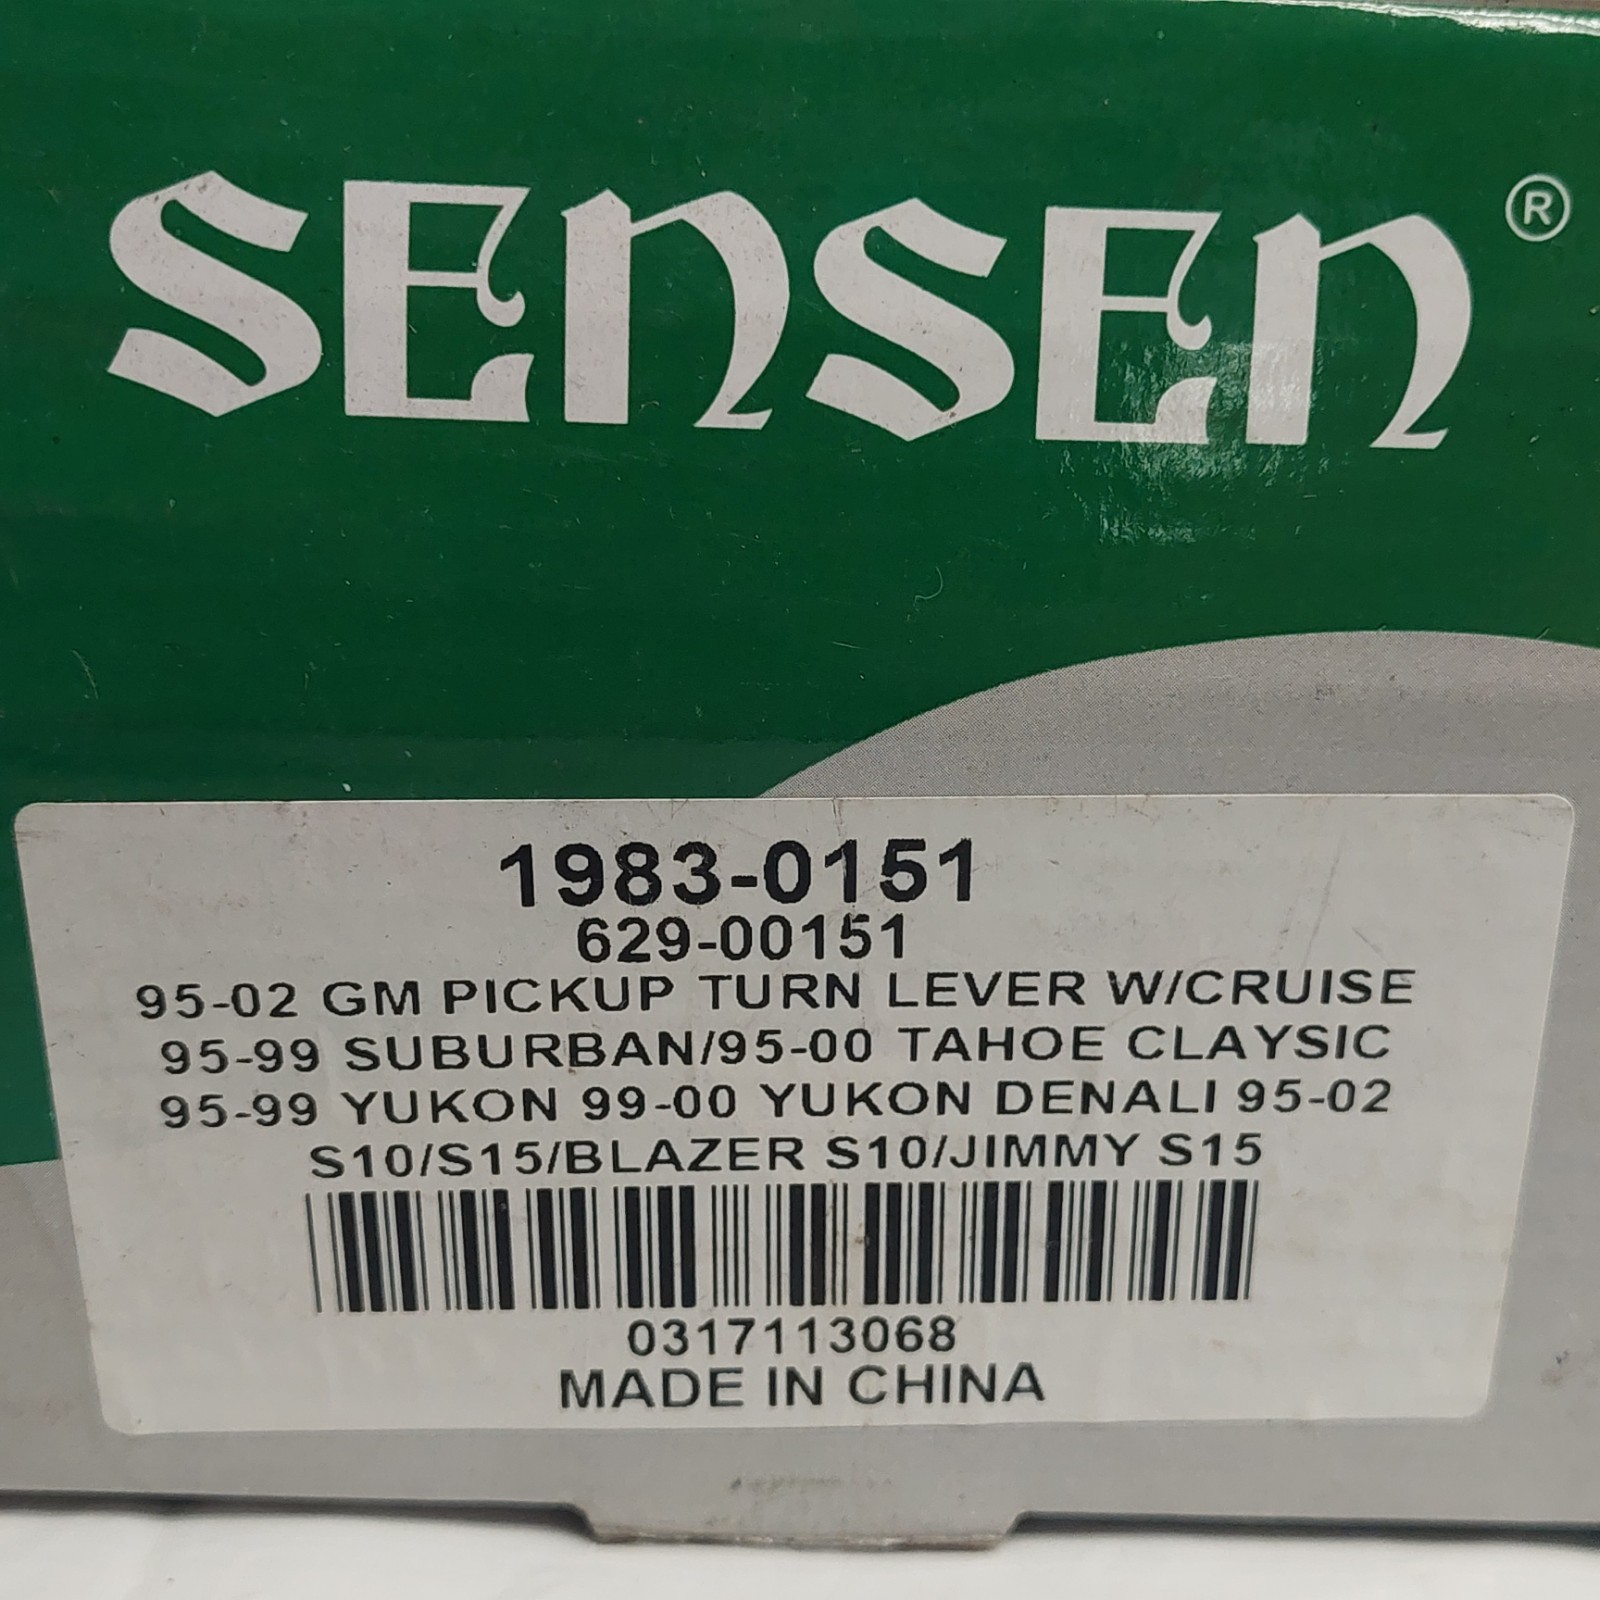 SENSEN ®
1983-0151
629-00151
95-02 GM PICKUP TURN LEVER W/CRUISE
95-99 SUBURBAN/95-00 TAHOE CLAYSIC
95-99 YUKON 99-00 YUKON DENALI 95-02
S10/S15/BLAZER S10/JIMMY S15
0317113068
MADE IN CHINA